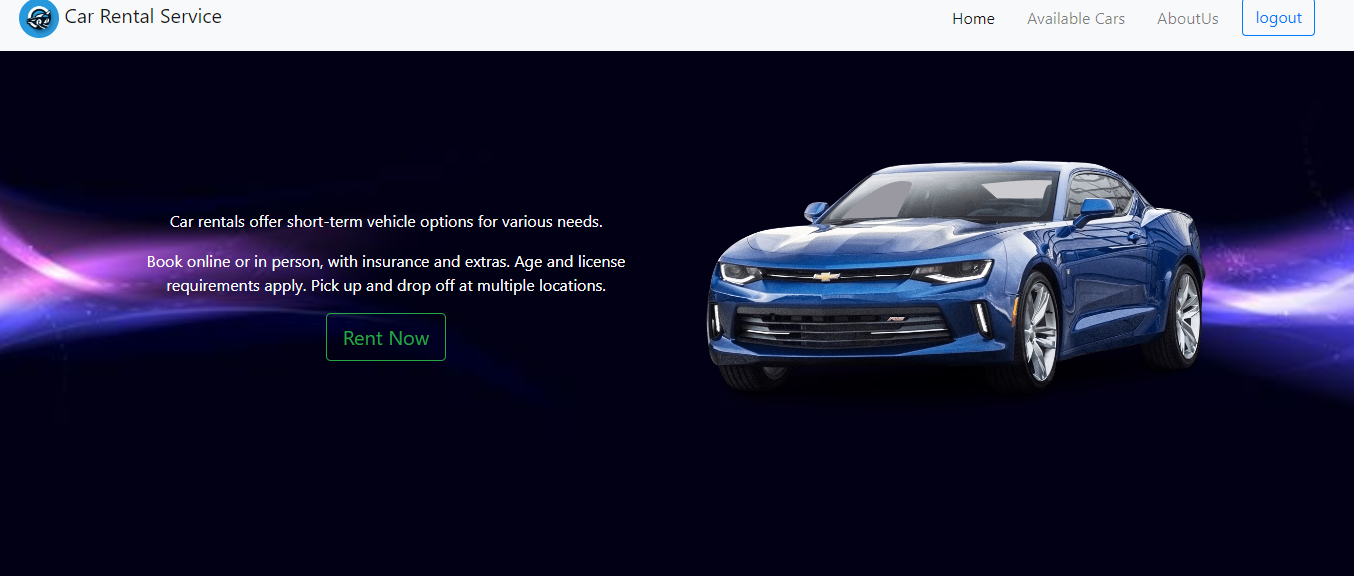 Car Rental Service
Home
Available Cars
AboutUs
logout
Car rentals offer short-term vehicle options for various needs.
Book online or in person, with insurance and extras. Age and license
requirements apply. Pick up and drop off at multiple locations.
Rent Now